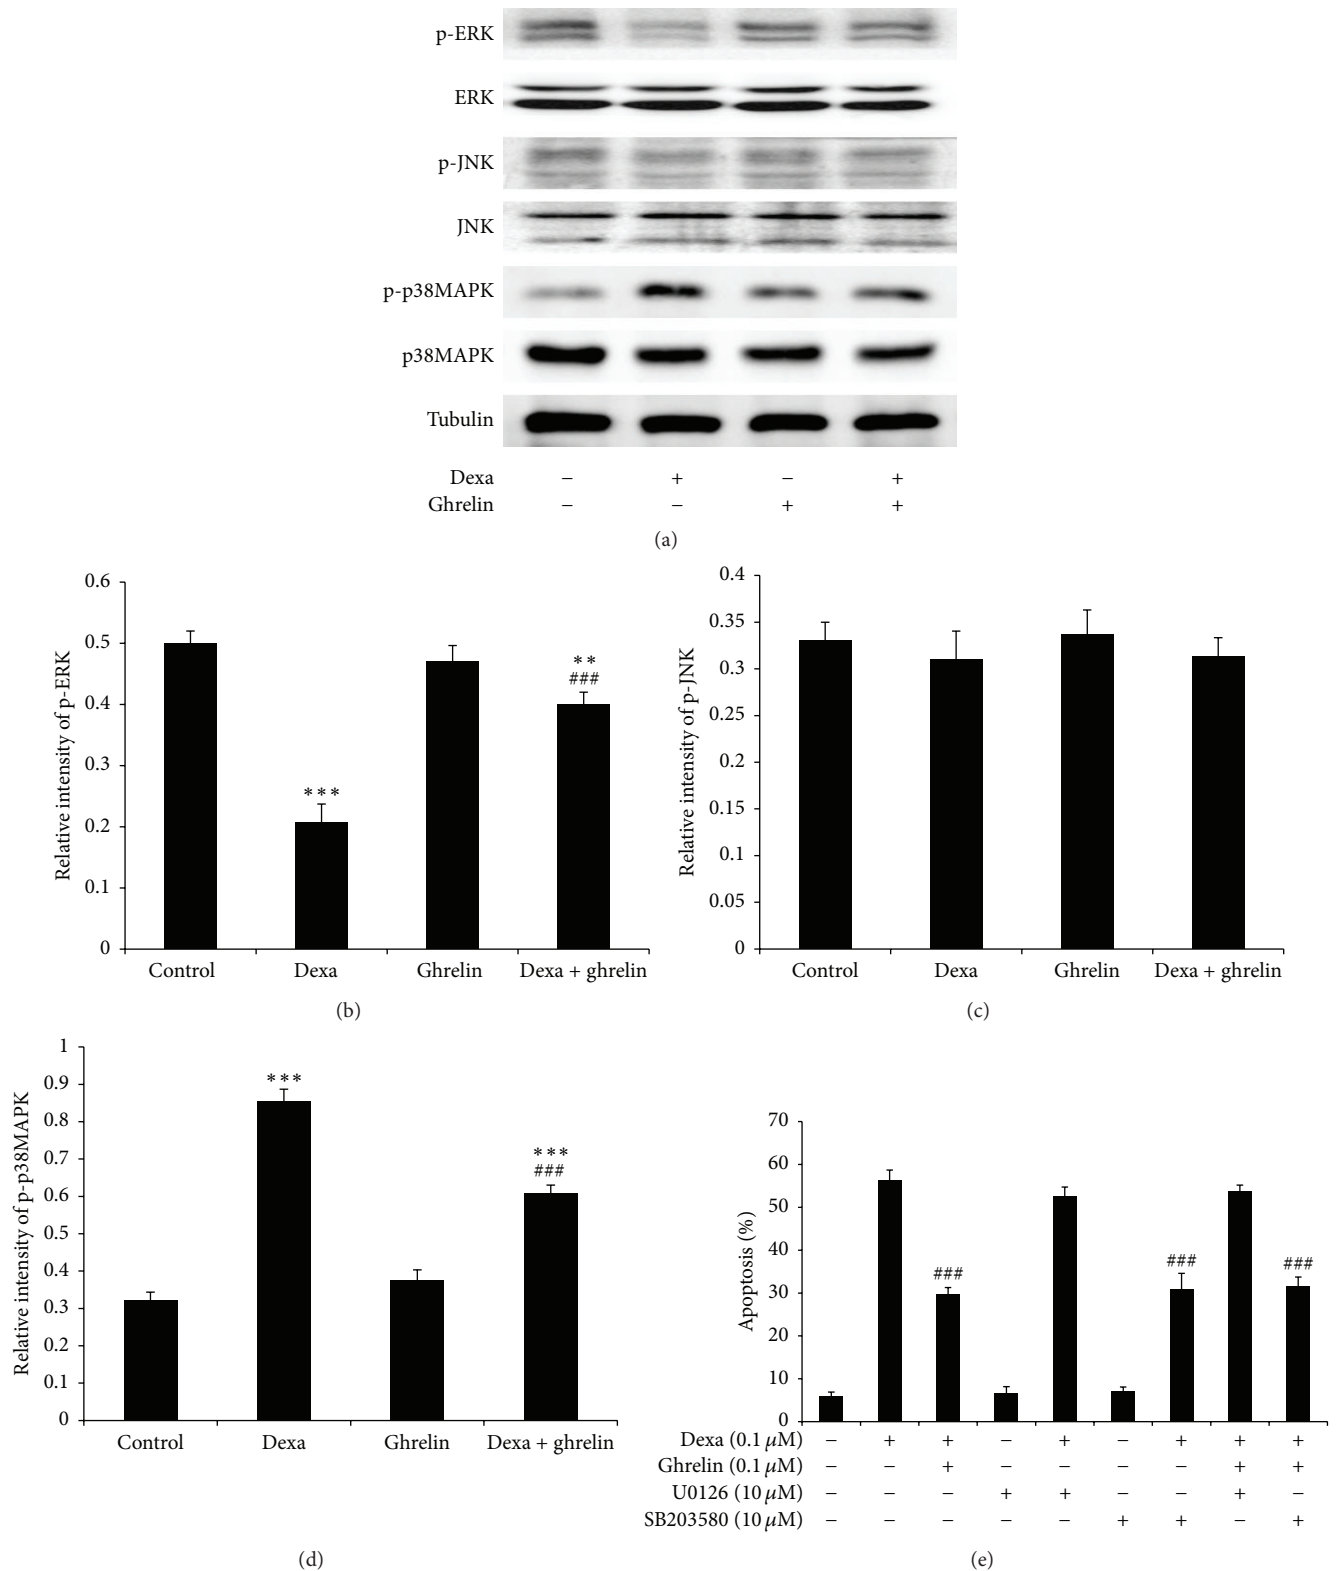 p-ERK
ERK
p-JNK
JNK
p-p38MAPK
p38MAPK
Tubulin
Dexa − + − +
Ghrelin − − + +
(a)
0.6
0.5
0.4
0.3
0.2
0.1
0
Relative intensity of p-ERK
***
**
###
Control Dexa Ghrelin Dexa + ghrelin
(b)
0.4
0.35
0.3
0.25
0.2
0.15
0.1
0.05
0
Relative intensity of p-JNK
Control Dexa Ghrelin Dexa + ghrelin
(c)
1
0.9
0.8
0.7
0.6
0.5
0.4
0.3
0.2
0.1
0
Relative intensity of p-p38MAPK
***
***
###
Control Dexa Ghrelin Dexa + ghrelin
(d)
70
60
50
40
30
20
10
0
Apoptosis (%)
### ### ###
Dexa (0.1 μM) − + + − + − + + +
Ghrelin (0.1 μM) − − + − − − − + +
U0126 (10 μM) − − − + + − − + −
SB203580 (10 μM) − − − − − + + − +
(e)